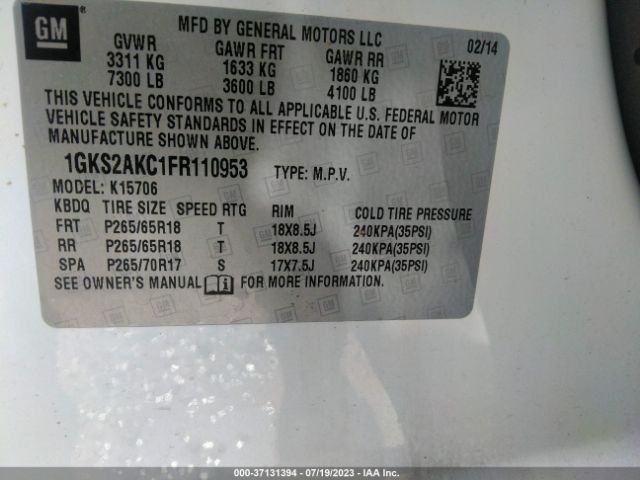 GM
MFD BY GENERAL MOTORS LLC
02/14
GVWR GAWR FRT GAWR RR
3311 KG 1633 KG 1860 KG
7300 LB 3600 LB 4100 LB
THIS VEHICLE CONFORMS TO ALL APPLICABLE U.S. FEDERAL MOTOR
VEHICLE SAFETY STANDARDS IN EFFECT ON THE DATE OF
MANUFACTURE SHOWN ABOVE.
1GKS2AKC1FR110953 TYPE: M.P.V.
MODEL: K15706
KBDQ TIRE SIZE SPEED RTG RIM COLD TIRE PRESSURE
FRT P265/65R18 T 18X8.5J 240KPA(35PSI)
RR P265/65R18 T 18X8.5J 240KPA(35PSI)
SPA P265/70R17 S 17X7.5J 240KPA(35PSI)
SEE OWNER'S MANUAL FOR MORE INFORMATION.
000-37131394 / 07/19/2023 - IAA Inc.